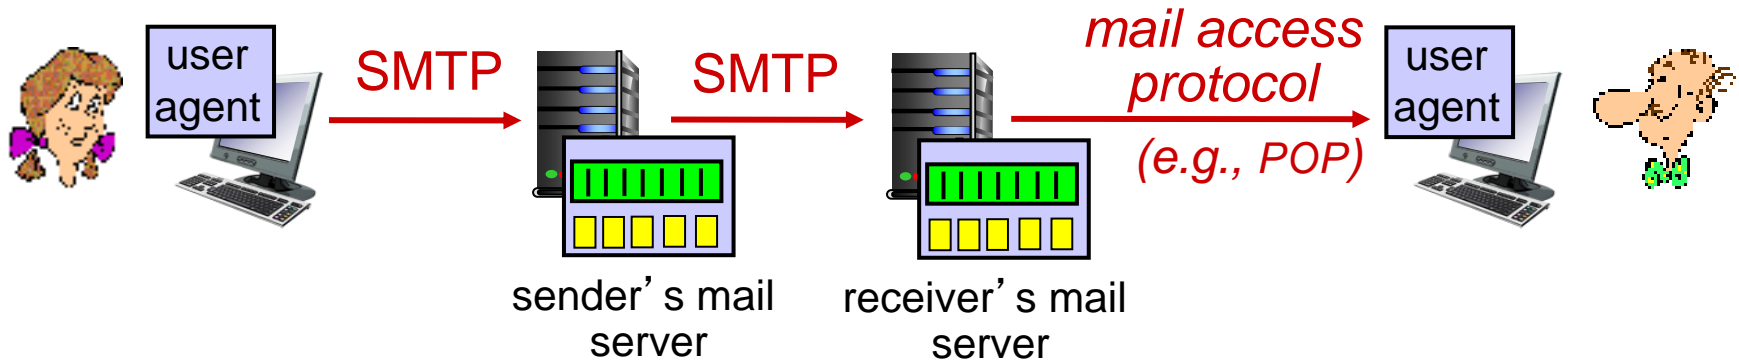 user
agent
SMTP
sender’s mail
server
SMTP
receiver’s mail
server
mail access
protocol
(e.g., POP)
user
agent